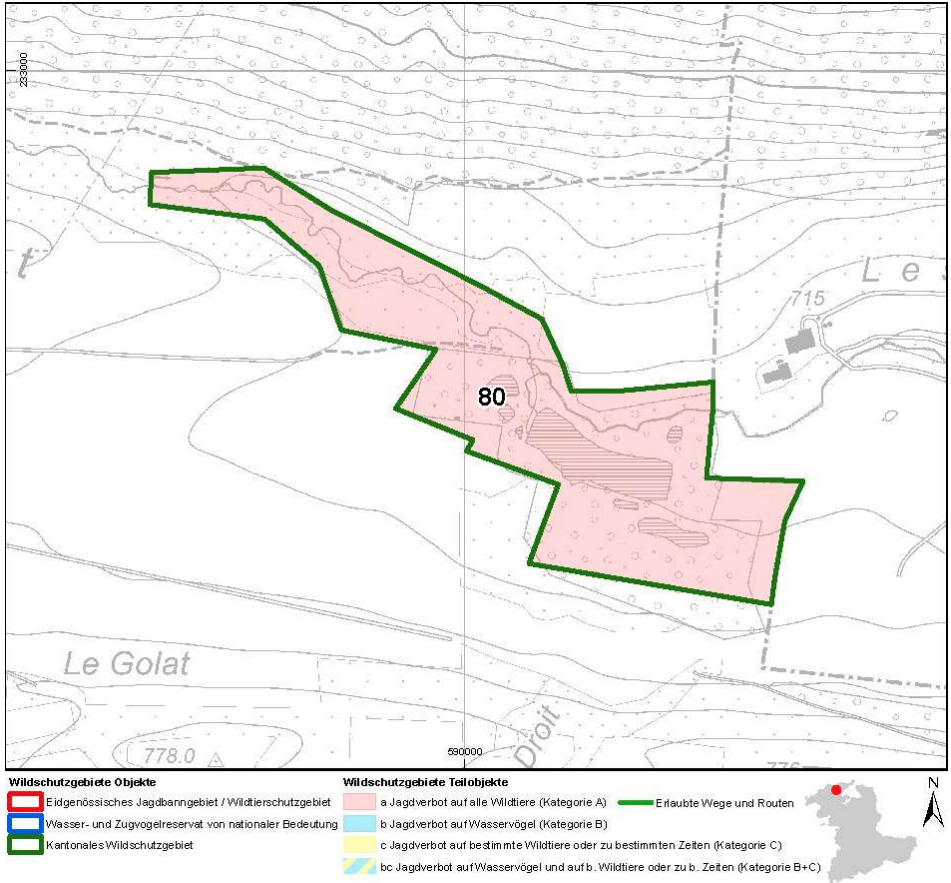 233000
t
Le
715
80
Le Golat
590000
Droit
778.0
Wildschutzgebiete Objekte
Eidgenössisches Jagdbanngebiet / Wildtierschutzgebiet
Wasser- und Zugvogelreservat von nationaler Bedeutung
Kantonales Wildschutzgebiet
Wildschutzgebiete Teilobjekte
a Jagdverbot auf alle Wildtiere (Kategorie A)
b Jagdverbot auf Wasservögel (Kategorie B)
c Jagdverbot auf bestimmte Wildtiere oder zu bestimmten Zeiten (Kategorie C)
bc Jagdverbot auf Wasservögel und auf b. Wildtiere oder zu b. Zeiten (Kategorie B+C)
Erlaubte Wege und Routen
N